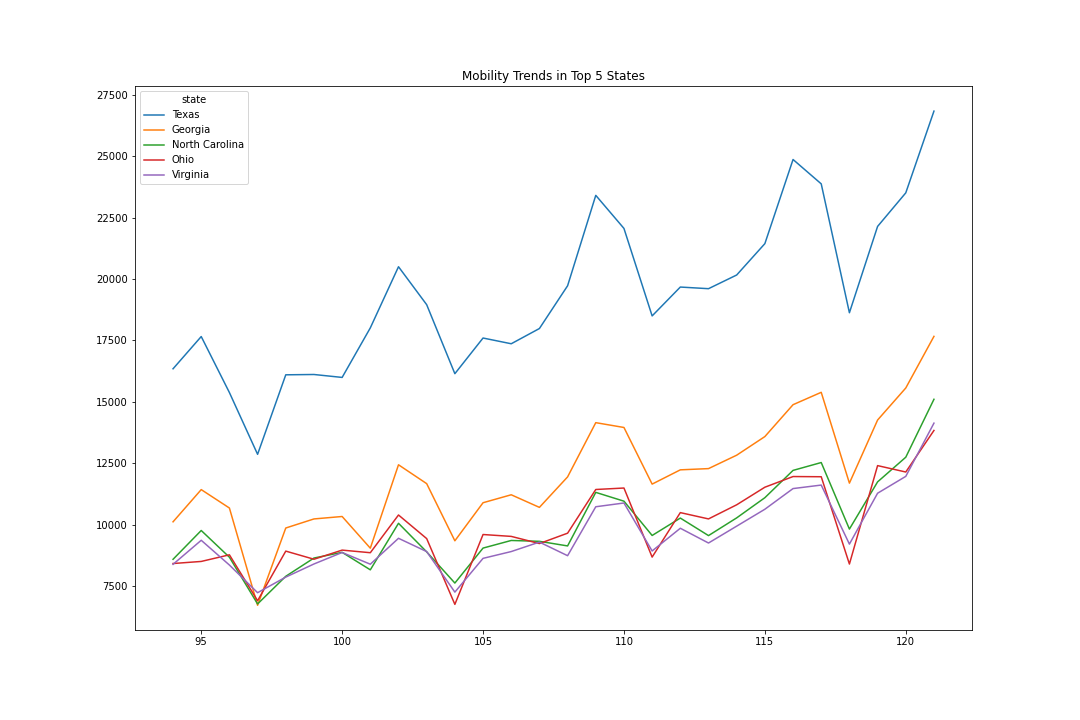 Mobility Trends in Top 5 States
27500
25000
22500
20000
17500
15000
12500
10000
7500
state
Texas
Georgia
North Carolina
Ohio
Virginia
95
100
105
110
115
120